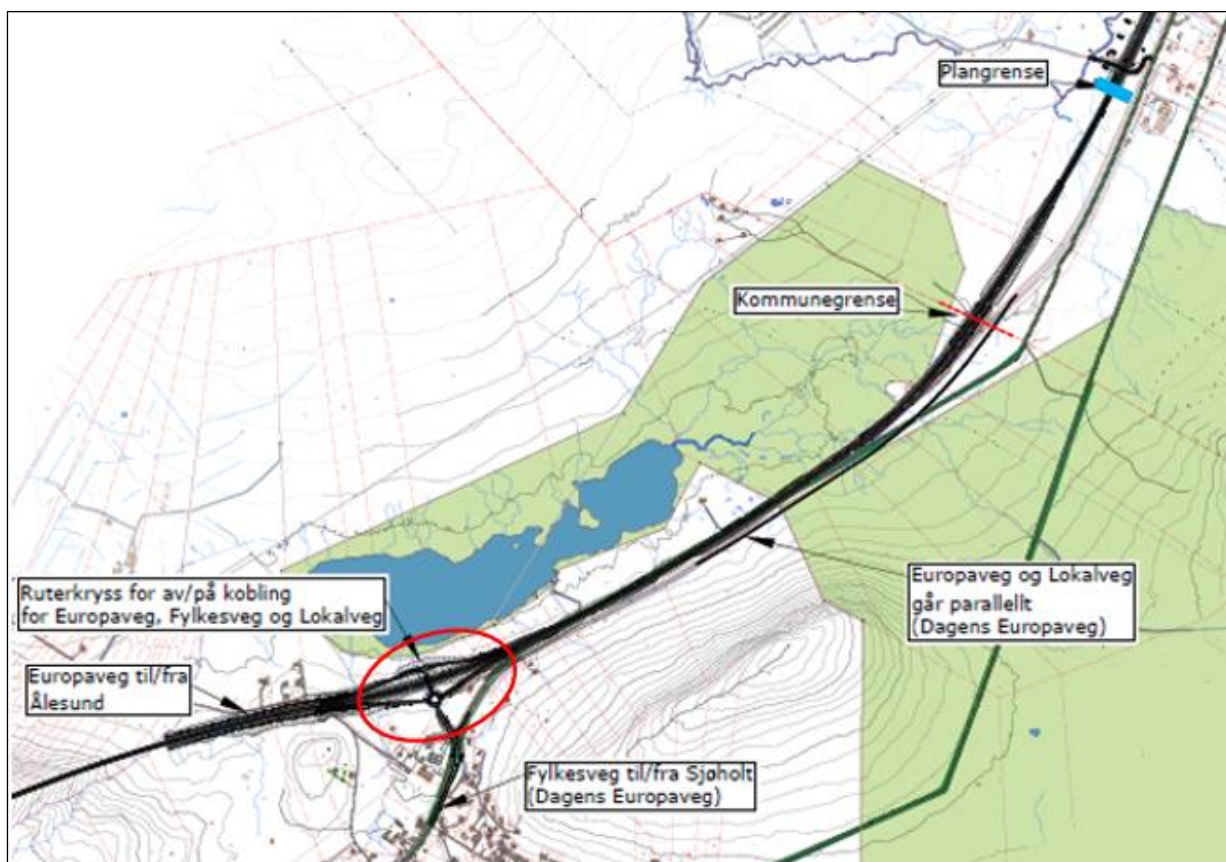 Plangrense
Kommunegrense
Ruterkryss for av/på kobling
for Europaveg, Fylkesveg og Lokalveg
Europaveg og Lokalveg
går parallellt
(Dagens Europaveg)
Europaveg til/fra
Ålesund
Fylkesveg til/fra Sjøholt
(Dagens Europaveg)